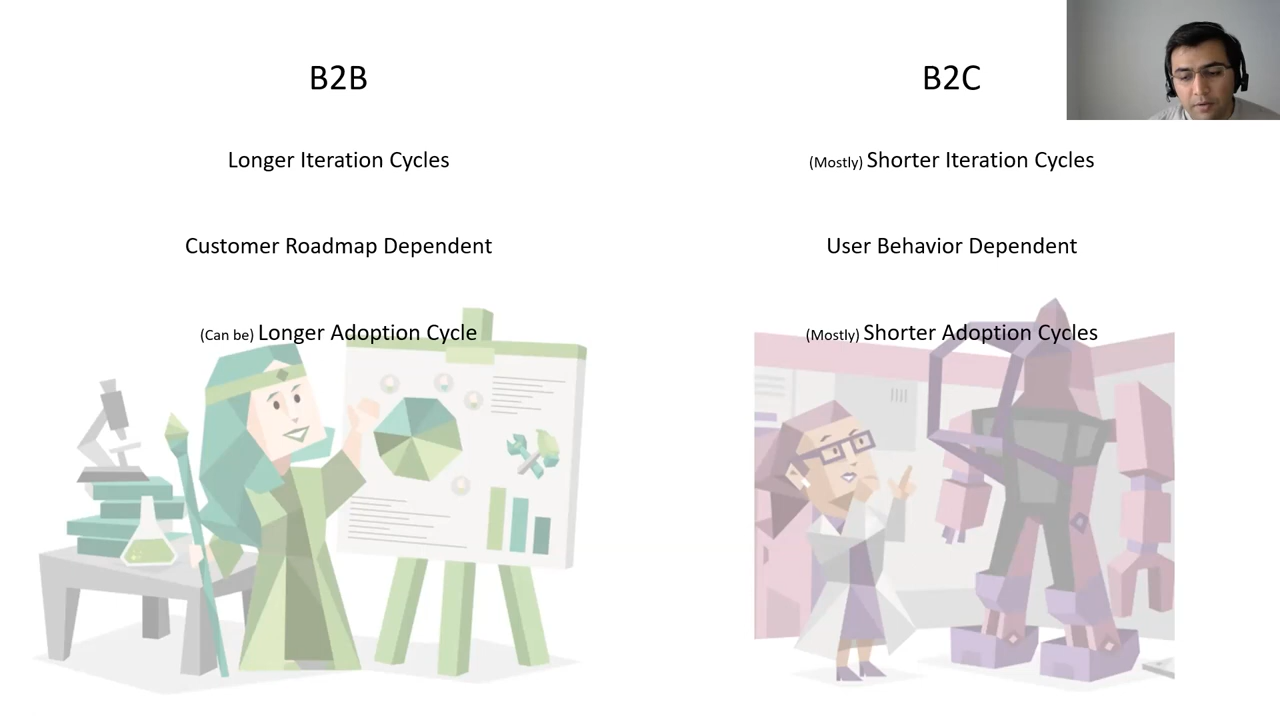 B2B
Longer Iteration Cycles
Customer Roadmap Dependent
(Can be) Longer Adoption Cycle
B2C
(Mostly) Shorter Iteration Cycles
User Behavior Dependent
(Mostly) Shorter Adoption Cycles